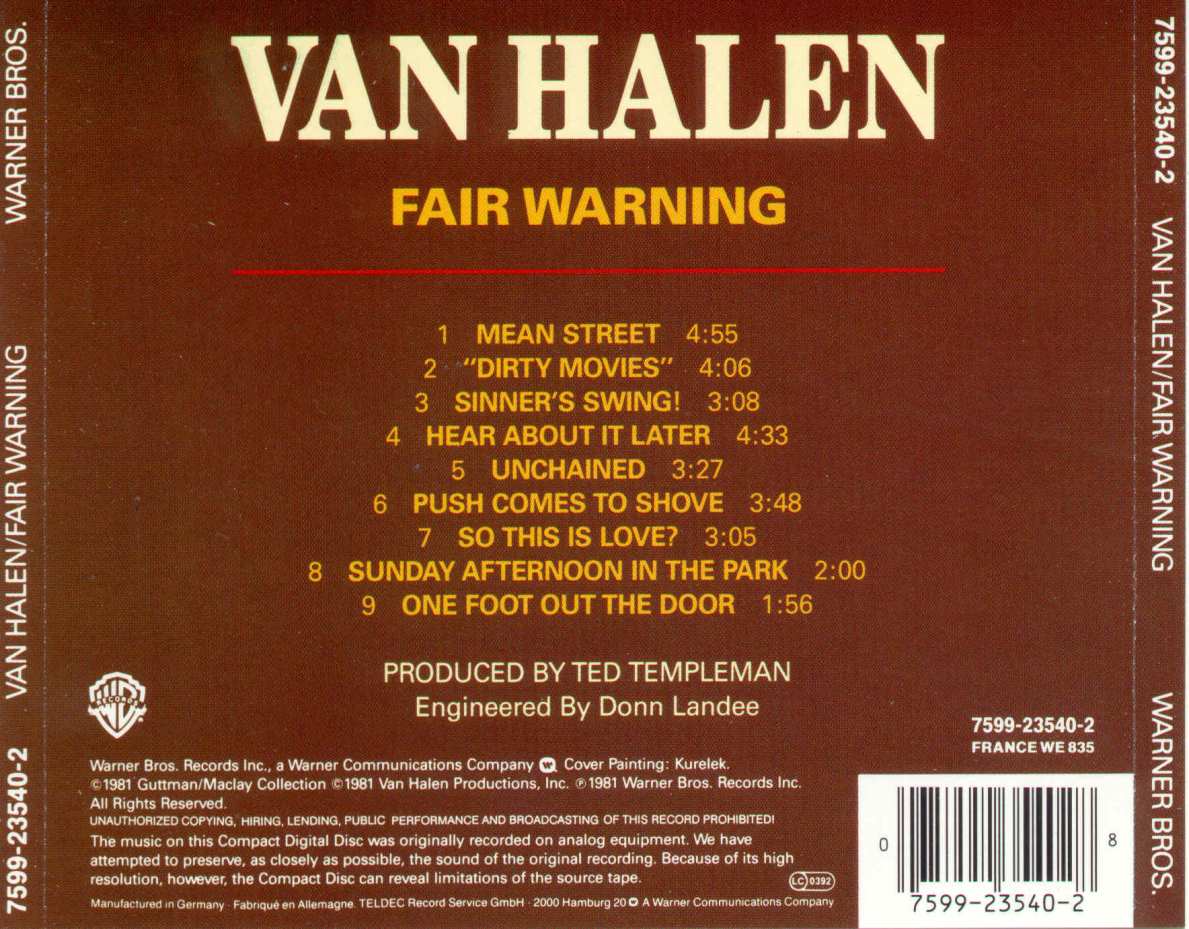 WARNER BROS.
VAN HALEN/FAIR WARNING
7599-23540-2
VAN HALEN
FAIR WARNING
1 MEAN STREET 4:55
2 "DIRTY MOVIES" 4:06
3 SINNER'S SWING! 3:08
4 HEAR ABOUT IT LATER 4:33
5 UNCHAINED 3:27
6 PUSH COMES TO SHOVE 3:48
7 SO THIS IS LOVE? 3:05
8 SUNDAY AFTERNOON IN THE PARK 2:00
9 ONE FOOT OUT THE DOOR 1:56
PRODUCED BY TED TEMPLEMAN
Engineered By Donn Landee
RECORDS
Warner Bros. Records Inc., a Warner Communications Company Cover Painting: Kurelek.
©1981 Guttman/Maclay Collection ©1981 Van Halen Productions, Inc. ℗1981 Warner Bros. Records Inc.
All Rights Reserved.
UNAUTHORIZED COPYING, HIRING, LENDING, PUBLIC PERFORMANCE AND BROADCASTING OF THIS RECORD PROHIBITED!
The music on this Compact Digital Disc was originally recorded on analog equipment. We have
attempted to preserve, as closely as possible, the sound of the original recording. Because of its high
resolution, however, the Compact Disc can reveal limitations of the source tape.
LC 0392
Manufactured in Germany · Fabriqué en Allemagne. TELDEC Record Service GmbH · 2000 Hamburg 20 A Warner Communications Company
7599-23540-2
FRANCE WE 835
0 8
7599-23540-2
7599-23540-2
VAN HALEN/FAIR WARNING
WARNER BROS.